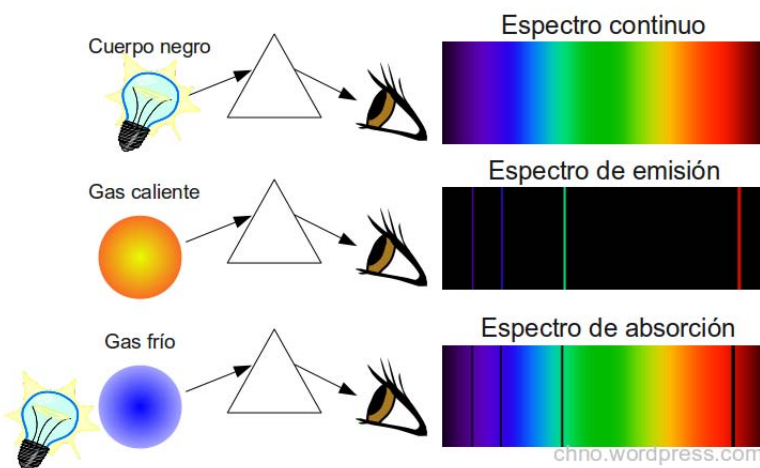 Cuerpo negro
Espectro continuo
Gas caliente
Espectro de emisión
Gas frío
Espectro de absorción
chno.wordpress.com